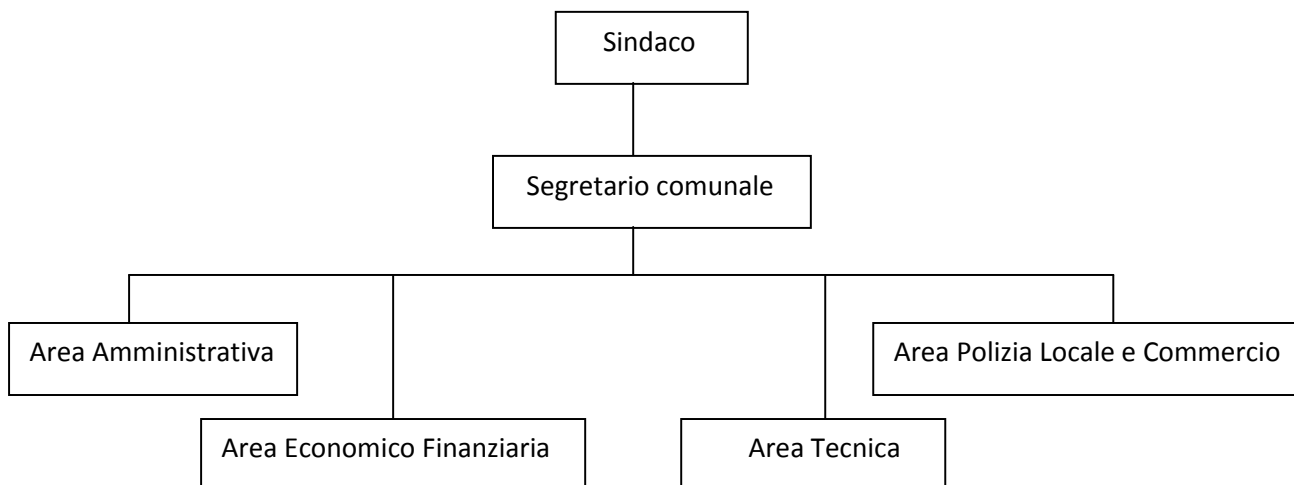 Sindaco
Segretario comunale
Area Amministrativa
Area Polizia Locale e Commercio
Area Economico Finanziaria
Area Tecnica